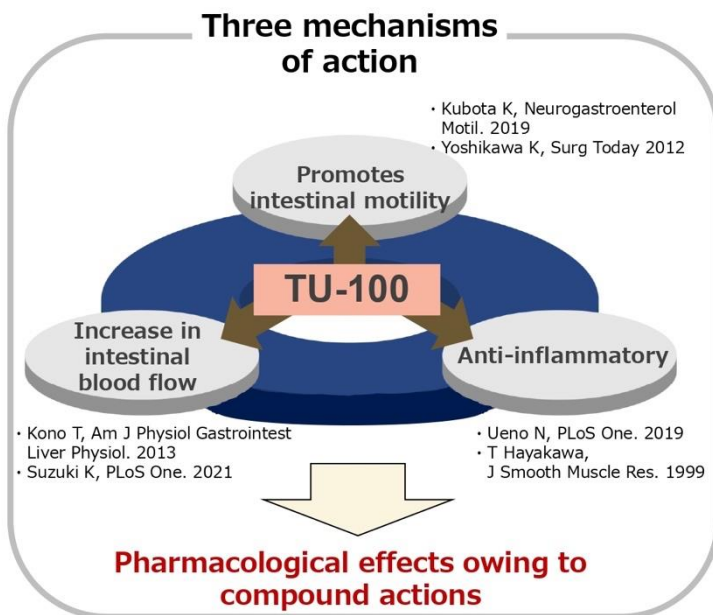 Three mechanisms
of action
・Kubota K, Neurogastroenterol
Motil. 2019
・Yoshikawa K, Surg Today 2012
Promotes
intestinal motility
TU-100
Increase in
intestinal
blood flow
Anti-inflammatory
・Kono T, Am J Physiol Gastrointest
Liver Physiol. 2013
・Suzuki K, PLoS One. 2021
・Ueno N, PLoS One. 2019
・T Hayakawa,
J Smooth Muscle Res. 1999
Pharmacological effects owing to
compound actions